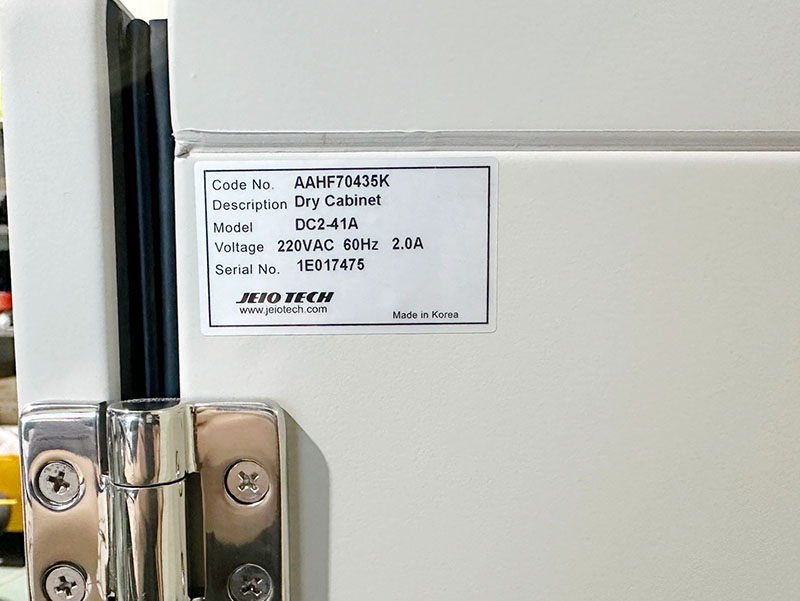 Code No. AAHF70435K
Description Dry Cabinet
Model DC2-41A
Voltage 220VAC 60Hz 2.0A
Serial No. 1E017475
JEIO TECH
www.jeiotech.com
Made in Korea